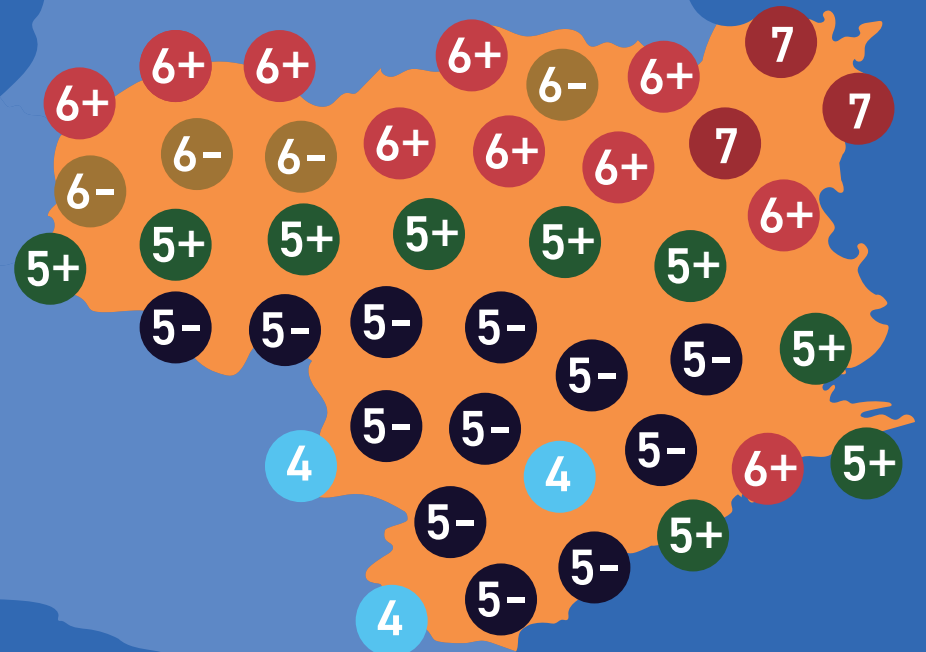 7
6+ 6+ 6+ 6+
6- 6+
6+ 7
6+ 7
6- 6- 6+ 6+
6+
6- 6+
5+ 5+ 5+ 5+
5+ 5+
5- 5- 5- 5-
5+
5- 5-
5- 5-
4 4 5- 6+ 5+
5- 5+
5- 5-
4